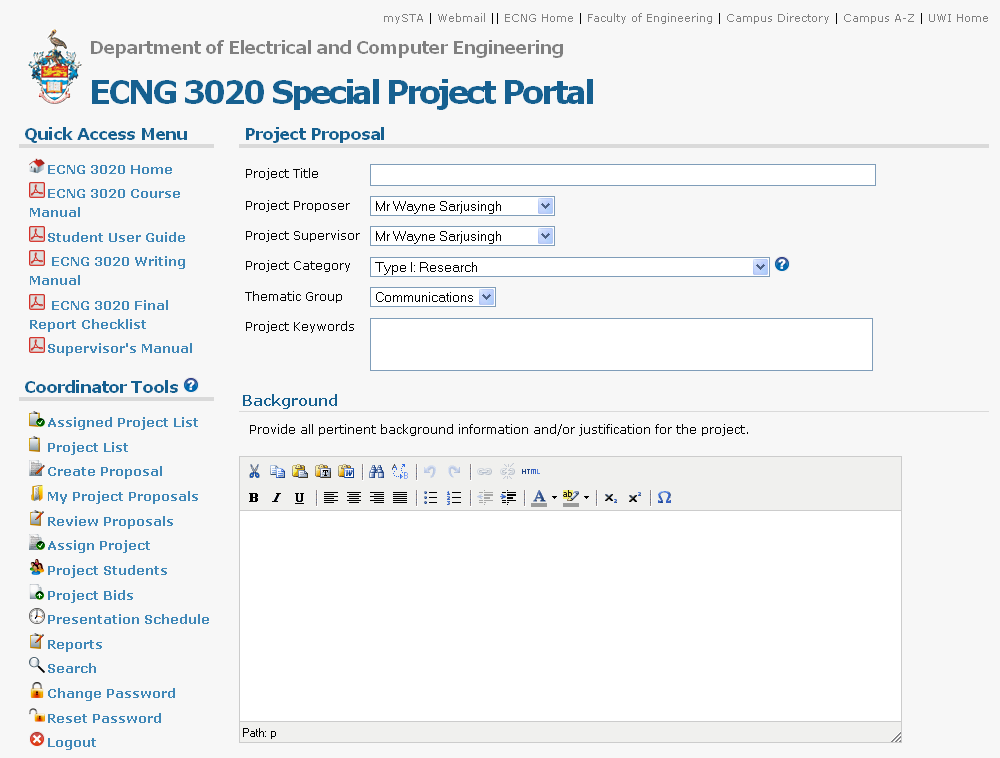 mySTA | Webmail || ECNG Home | Faculty of Engineering | Campus Directory | Campus A-Z | UWI Home
Department of Electrical and Computer Engineering
ECNG 3020 Special Project Portal
Quick Access Menu
ECNG 3020 Home
ECNG 3020 Course
Manual
Student User Guide
ECNG 3020 Writing
Manual
ECNG 3020 Final
Report Checklist
Supervisor's Manual
Coordinator Tools ?
Assigned Project List
Project List
Create Proposal
My Project Proposals
Review Proposals
Assign Project
Project Students
Project Bids
Presentation Schedule
Reports
Search
Change Password
Reset Password
Logout
Project Proposal
Project Title
Project Proposer Mr Wayne Sarjusingh
Project Supervisor Mr Wayne Sarjusingh
Project Category Type I: Research ?
Thematic Group Communications
Project Keywords
Background
Provide all pertinent background information and/or justification for the project.
HTML
B I U A ab x₂ x² Ω
Path: p